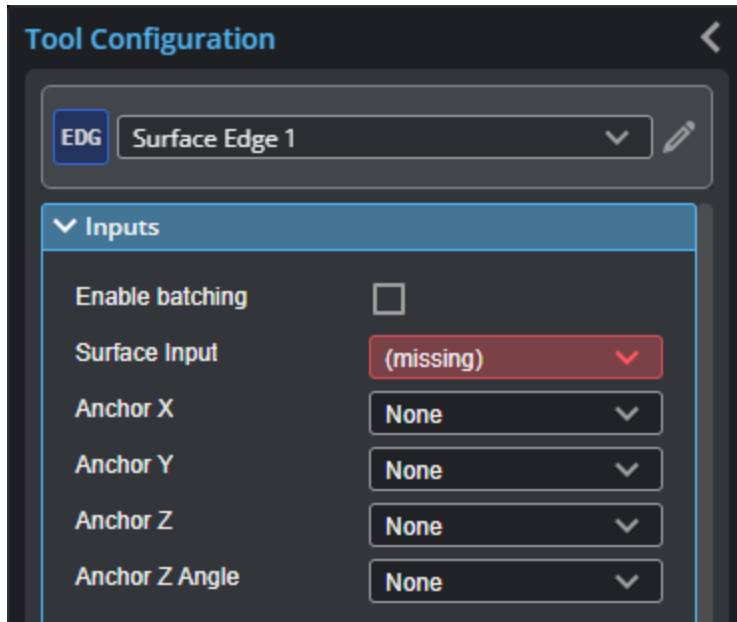 Tool Configuration
EDG Surface Edge 1
Inputs
Enable batching
Surface Input (missing)
Anchor X None
Anchor Y None
Anchor Z None
Anchor Z Angle None